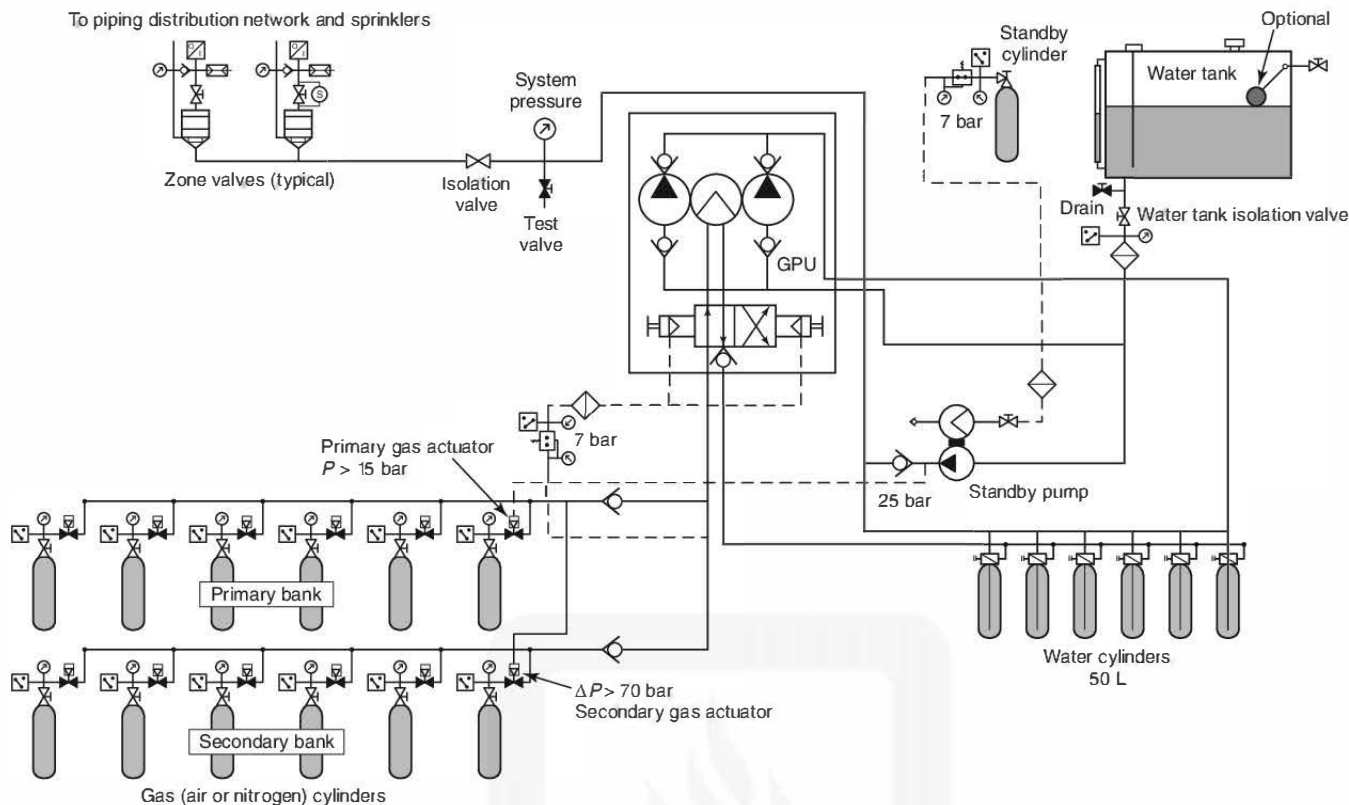 To piping distribution network and sprinklers
Zone valves (typical)
S
System
pressure
Isolation
valve
Test
valve
GPU
Standby
cylinder
7 bar
Optional
Water tank
Drain
Water tank isolation valve
Primary gas actuator
P > 15 bar
7 bar
25 bar
Standby pump
Primary bank
Secondary bank
ΔP > 70 bar
Secondary gas actuator
Gas (air or nitrogen) cylinders
Water cylinders
50 L